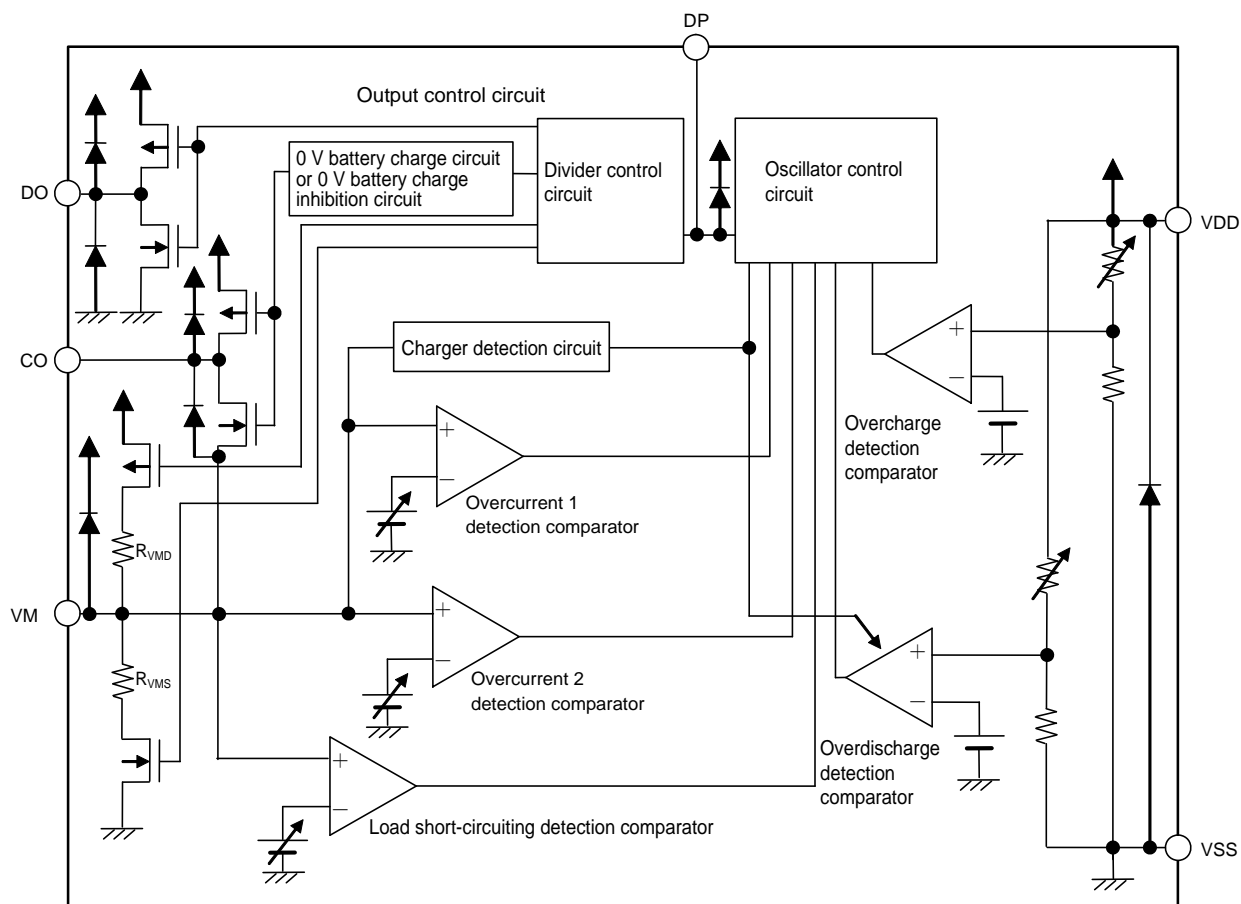 DP
Output control circuit
DO
0 V battery charge circuit
or 0 V battery charge
inhibition circuit
Divider control
circuit
Oscillator control
circuit
VDD
CO
Charger detection circuit
+
−
Overcharge
detection
comparator
+
−
Overcurrent 1
detection comparator
RVMD
VM
+
−
Overcurrent 2
detection comparator
RVMS
+
−
Overdischarge
detection
comparator
+
−
Load short-circuiting detection comparator
VSS